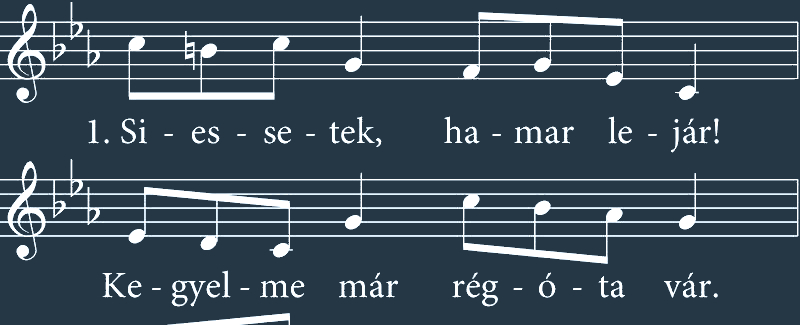 1. Si - es - se - tek, ha - mar le - jár!
Ke - gyel - me már rég - ó - ta vár.